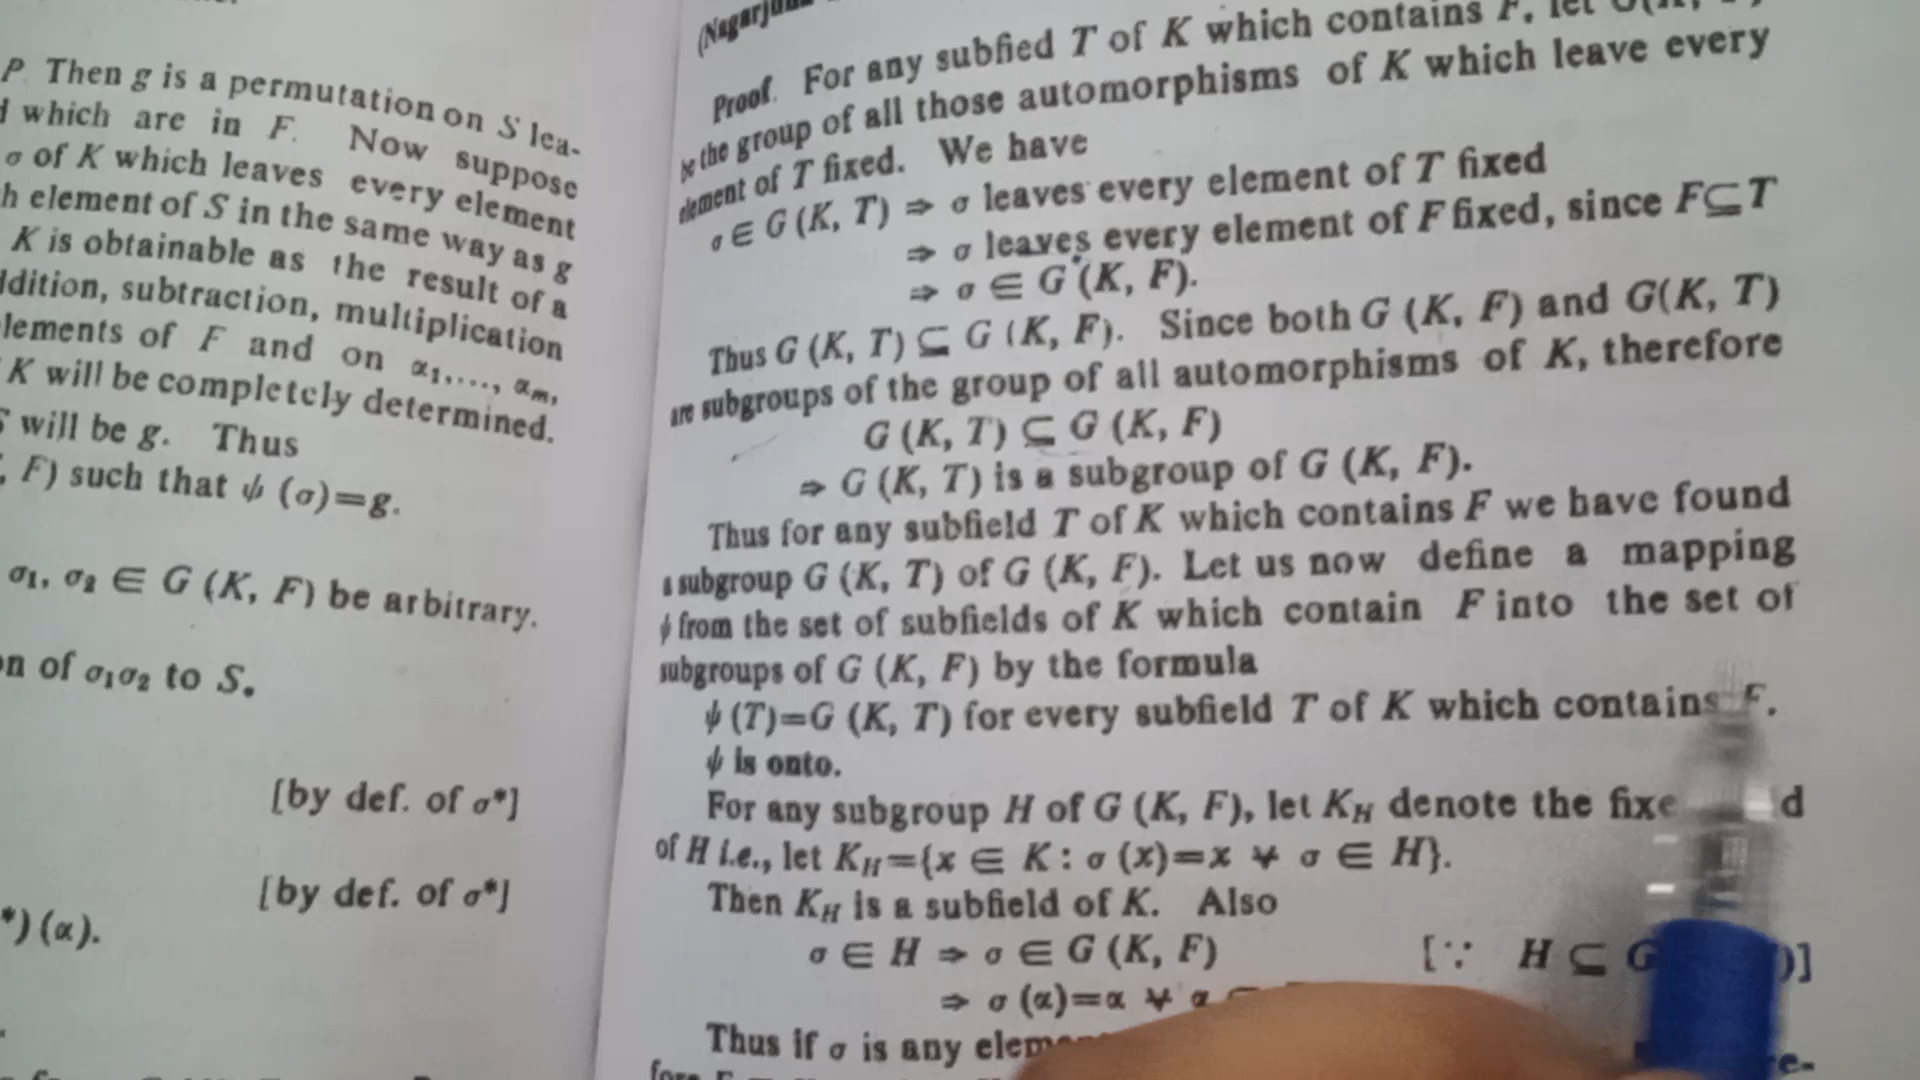 P. Then g is a permutation on S lea-
which are in F. Now suppose
σ of K which leaves every element
h element of S in the same way as g
K is obtainable as the result of a
ddition, subtraction, multiplication
lements of F and on α₁,..., αₘ,
K will be completely determined.
will be g. Thus
, F) such that ψ (σ)=g.
σ₁, σ₂ ∈ G (K, F) be arbitrary.
on of σ₁σ₂ to S.
[by def. of σ*]
[by def. of σ*]
*) (α).
(Nagarjuna
Proof. For any subfied T of K which contains F, let
be the group of all those automorphisms of K which leave every
element of T fixed. We have
σ ∈ G (K, T) ⇒ σ leaves every element of T fixed
⇒ σ leaves every element of F fixed, since F⊆T
⇒ σ ∈ G (K, F).
Thus G (K, T) ⊆ G (K, F). Since both G (K, F) and G(K, T)
are subgroups of the group of all automorphisms of K, therefore
G (K, T) ⊆ G (K, F)
⇒ G (K, T) is a subgroup of G (K, F).
Thus for any subfield T of K which contains F we have found
a subgroup G (K, T) of G (K, F). Let us now define a mapping
ψ from the set of subfields of K which contain F into the set of
subgroups of G (K, F) by the formula
ψ (T)=G (K, T) for every subfield T of K which contains F.
ψ is onto.
For any subgroup H of G (K, F), let K_H denote the fixe d
of H i.e., let K_H={x ∈ K : σ (x)=x ∀ σ ∈ H}.
Then K_H is a subfield of K. Also
σ ∈ H ⇒ σ ∈ G (K, F) [∵ H ⊆ G )]
⇒ σ (α)=α ∀ α
Thus if σ is any elem